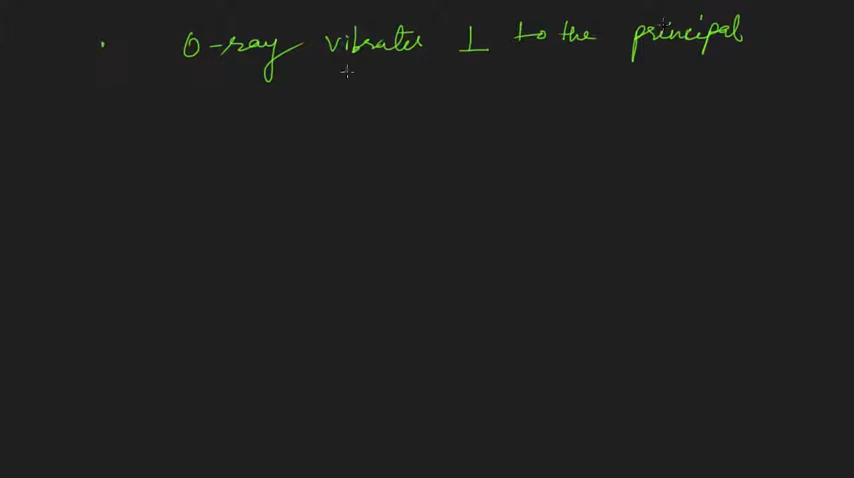 • O-ray vibrates ⊥ to the principal